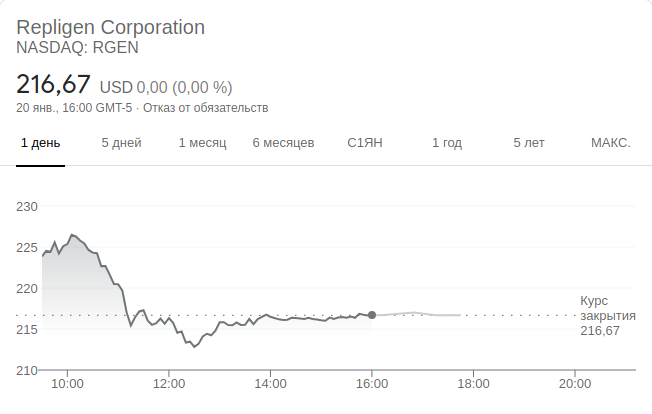 Repligen Corporation
NASDAQ: RGEN
216,67 USD 0,00 (0,00 %)
20 янв., 16:00 GMT-5 · Отказ от обязательств
1 день 5 дней 1 месяц 6 месяцев С1ЯН 1 год 5 лет МАКС.
230
225
220
215
210
Курс
закрытия
216,67
10:00 12:00 14:00 16:00 18:00 20:00